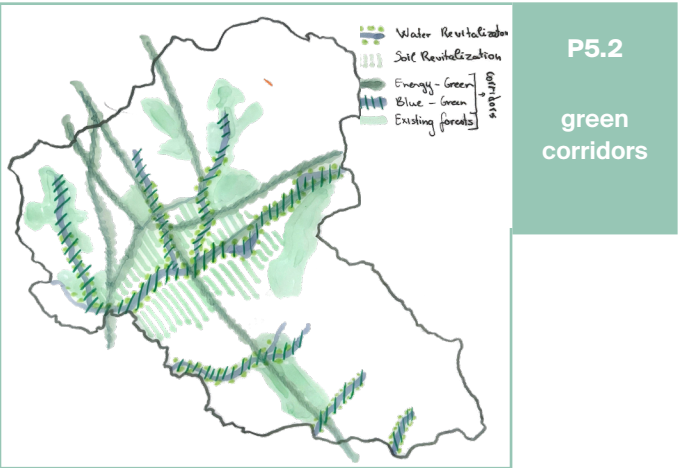 Water Revitalization
Soil Revitalization
Energy-Green
Blue-Green
Existing forests
corridors
P5.2
green
corridors